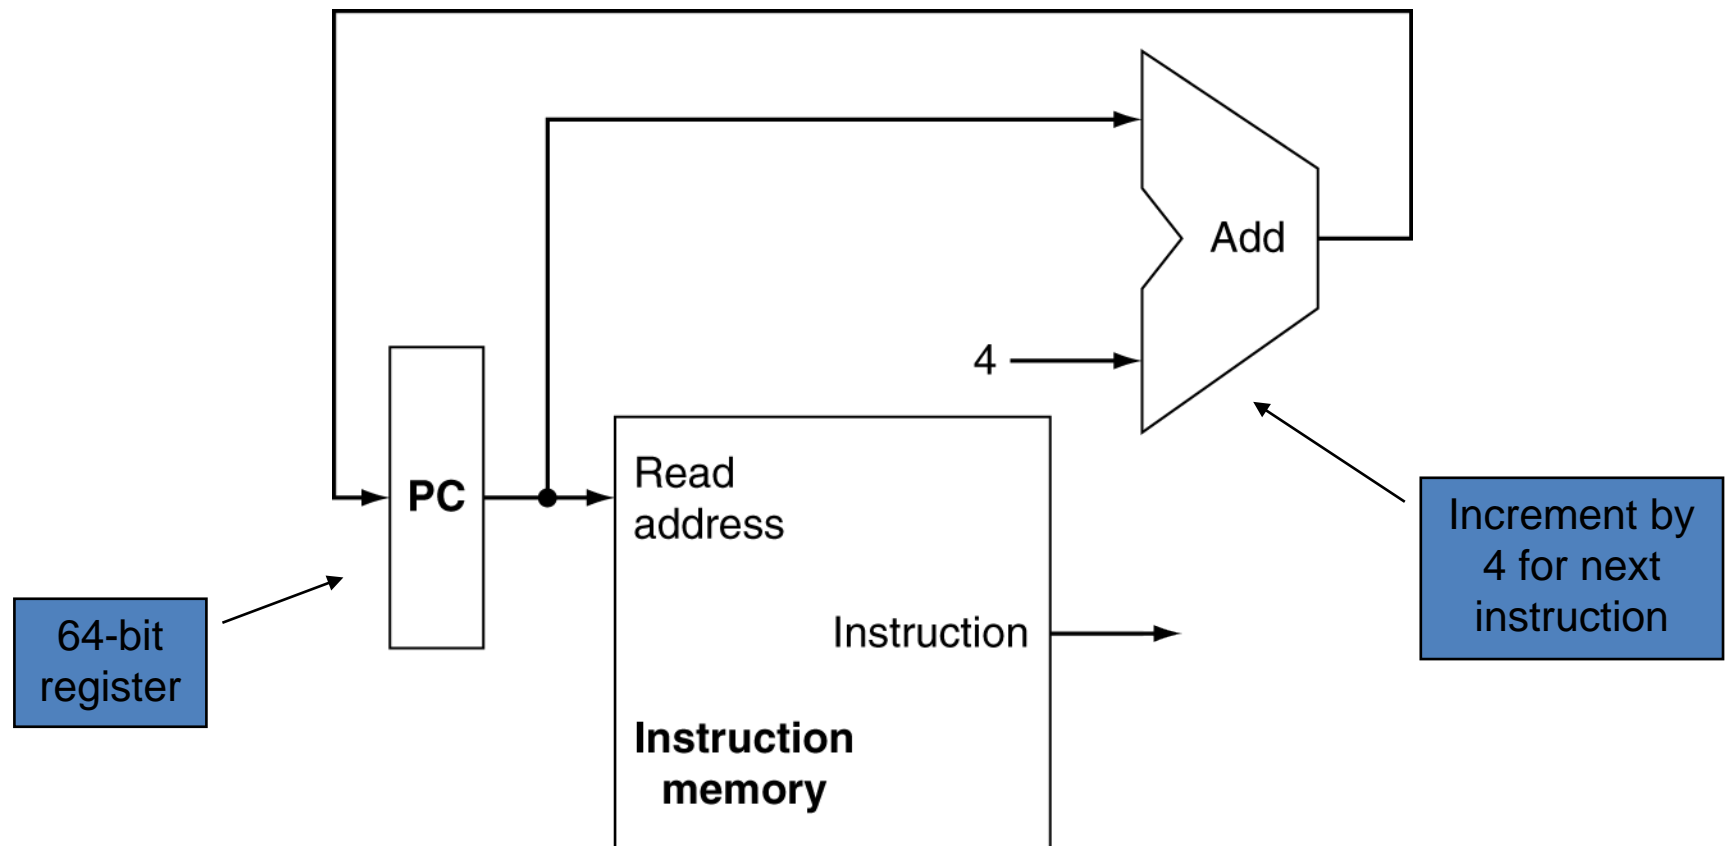 Add
4
PC
Read
address
Instruction
Instruction
memory
64-bit
register
Increment by
4 for next
instruction